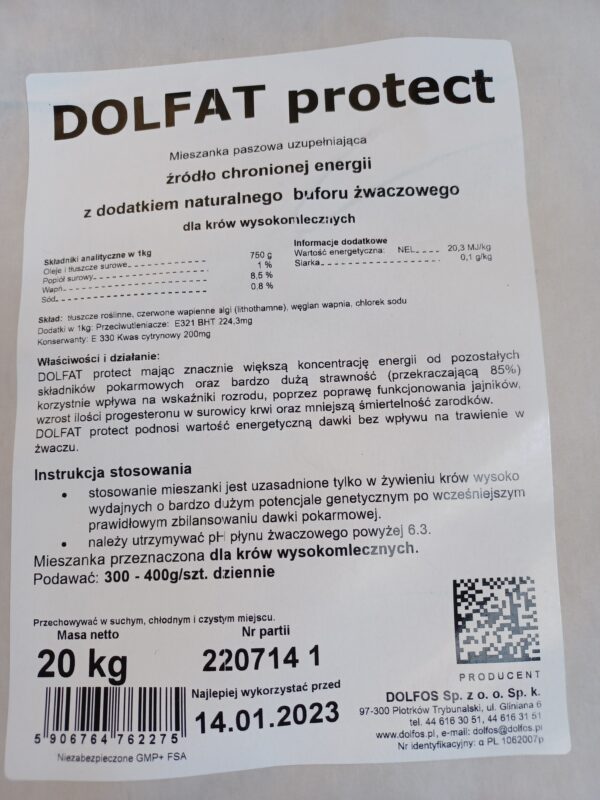 DOLFAT protect
Mieszanka paszowa uzupełniająca
źródło chronionej energii
z dodatkiem naturalnego buforu żwaczowego
dla krów wysokomlecznych
Składniki analityczne w 1kg
Oleje i tłuszcze surowe 750 g
Popiół surowy 1 %
Wapń 8,5 %
Sód 0.8 %
Informacje dodatkowe
Wartość energetyczna: NEL 20,3 MJ/kg
Siarka 0,1 g/kg
Skład: tłuszcze roślinne, czerwone wapienne algi (lithothamne), węglan wapnia, chlorek sodu
Dodatki w 1kg: Przeciwutleniacze: E321 BHT 224,3mg
Konserwanty: E 330 Kwas cytrynowy 200mg
Właściwości i działanie:
DOLFAT protect mając znacznie większą koncentrację energii od pozostałych
składników pokarmowych oraz bardzo dużą strawność (przekraczającą 85%)
korzystnie wpływa na wskaźniki rozrodu, poprzez poprawę funkcjonowania jajników,
wzrost ilości progesteronu w surowicy krwi oraz mniejszą śmiertelność zarodków.
DOLFAT protect podnosi wartość energetyczną dawki bez wpływu na trawienie w
żwaczu.
Instrukcja stosowania
• stosowanie mieszanki jest uzasadnione tylko w żywieniu krów wysoko
wydajnych o bardzo dużym potencjale genetycznym po wcześniejszym
prawidłowym zbilansowaniu dawki pokarmowej.
• należy utrzymywać pH płynu żwaczowego powyżej 6.3.
Mieszanka przeznaczona dla krów wysokomlecznych.
Podawać: 300 - 400g/szt. dziennie
Przechowywać w suchym, chłodnym i czystym miejscu.
Masa netto
20 kg
Nr partii
220714 1
Najlepiej wykorzystać przed
14.01.2023
5 906764 762275
Niezabezpieczone GMP+ FSA
PRODUCENT
DOLFOS Sp. z o. o. Sp. k.
97-300 Piotrków Trybunalski, ul. Gliniana 6
tel. 44 616 30 51, 44 616 31 51
www.dolfos.pl, e-mail: dolfos@dolfos.pl
Nr identyfikacyjny: α PL 1062007p